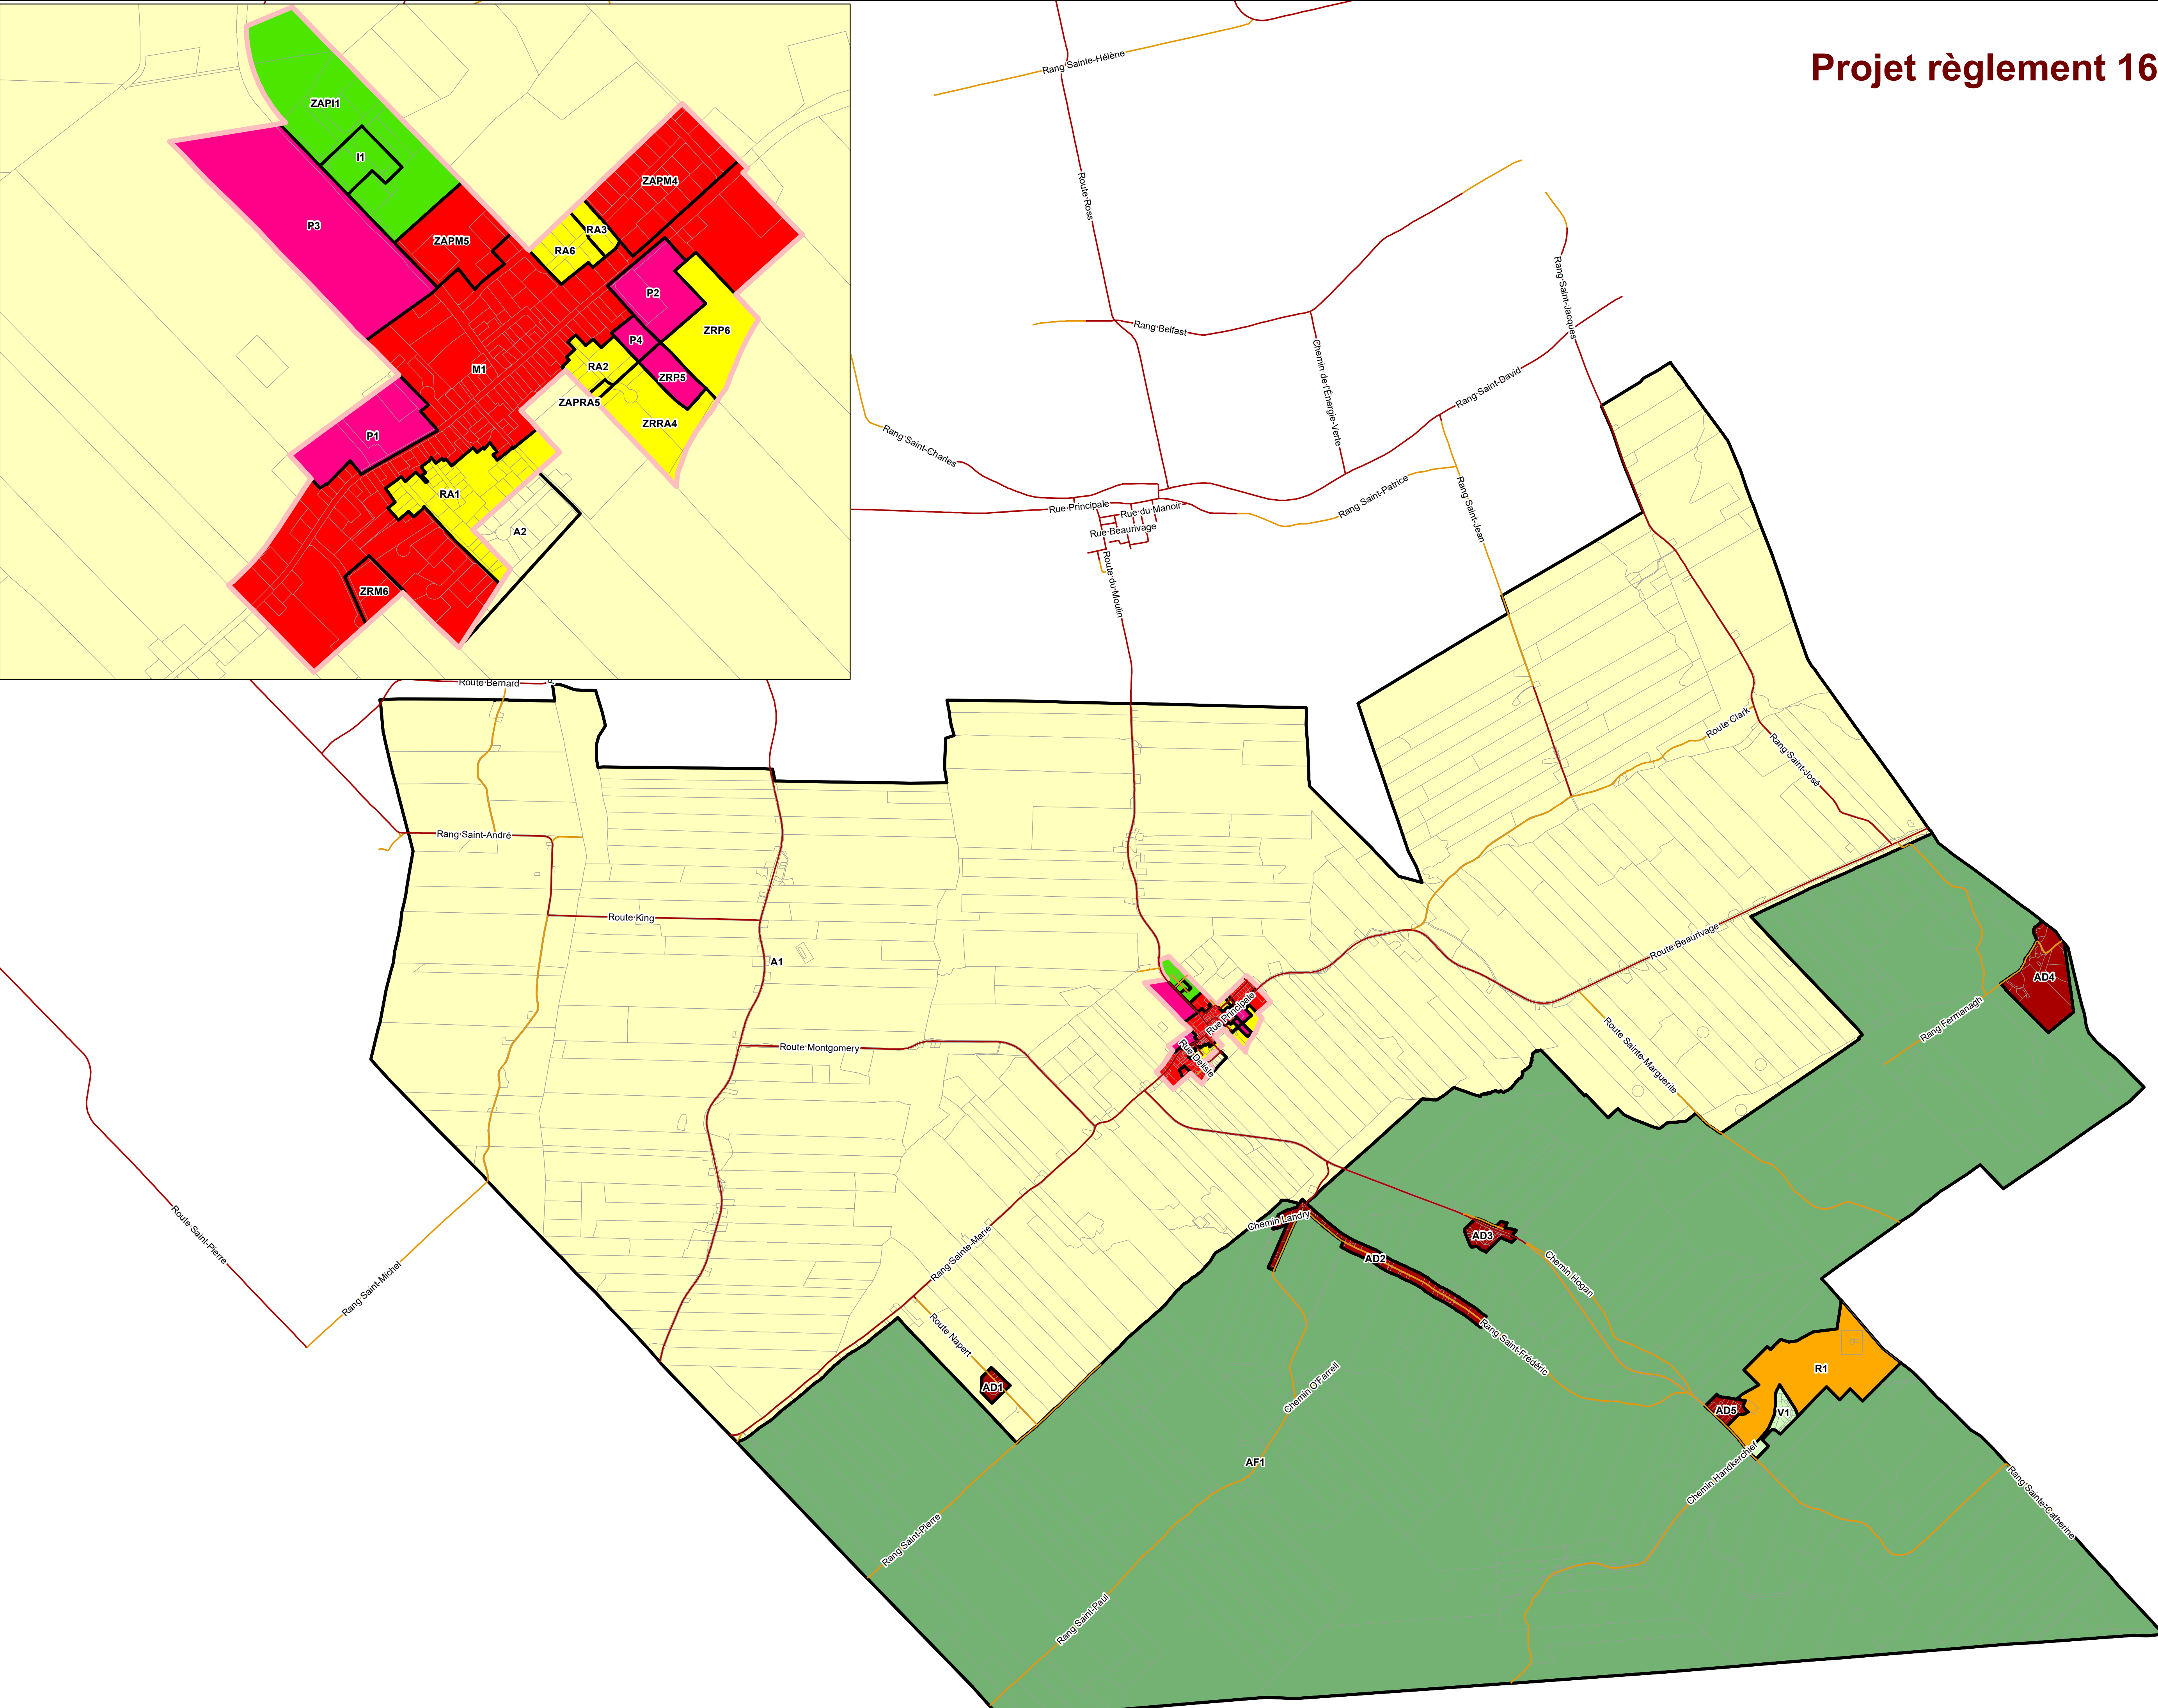 Projet règlement 16
ZAPI1
I1
P3
ZAPM5
ZAPM4
RA3
RA6
P2
ZRP6
P4
RA2
ZRP5
M1
ZAPRA5
ZRRA4
P1
RA1
A2
ZRM6
Rang Sainte-Hélène
Route Ross
Rang Belfast
Chemin de l'Énergie-Verte
Rang Saint-Jacques
Rang Saint-David
Rang Saint-Charles
Rue Principale
Rue du Manoir
Rue Beaurivage
Rang Saint-Patrice
Rang Saint-Jean
Route du Moulin
Route Bernard
Route Clark
Rang Saint-José
Rang Saint-André
Route King
A1
Route Beaurivage
AD4
Rang Fermanagh
Rue Principale
Rue Delisle
Route Montgomery
Route Sainte-Marguerite
Route Saint-Pierre
Rang Saint-Michel
Rang Sainte-Marie
Chemin Landry
AD2
AD3
Chemin Hogan
Rang Saint-Frédéric
Route Napert
AD1
R1
AD5
V1
Chemin O'Farrell
AF1
Chemin Handkerchief
Rang Sainte-Catherine
Rang Saint-Pierre
Rang Saint-Paul